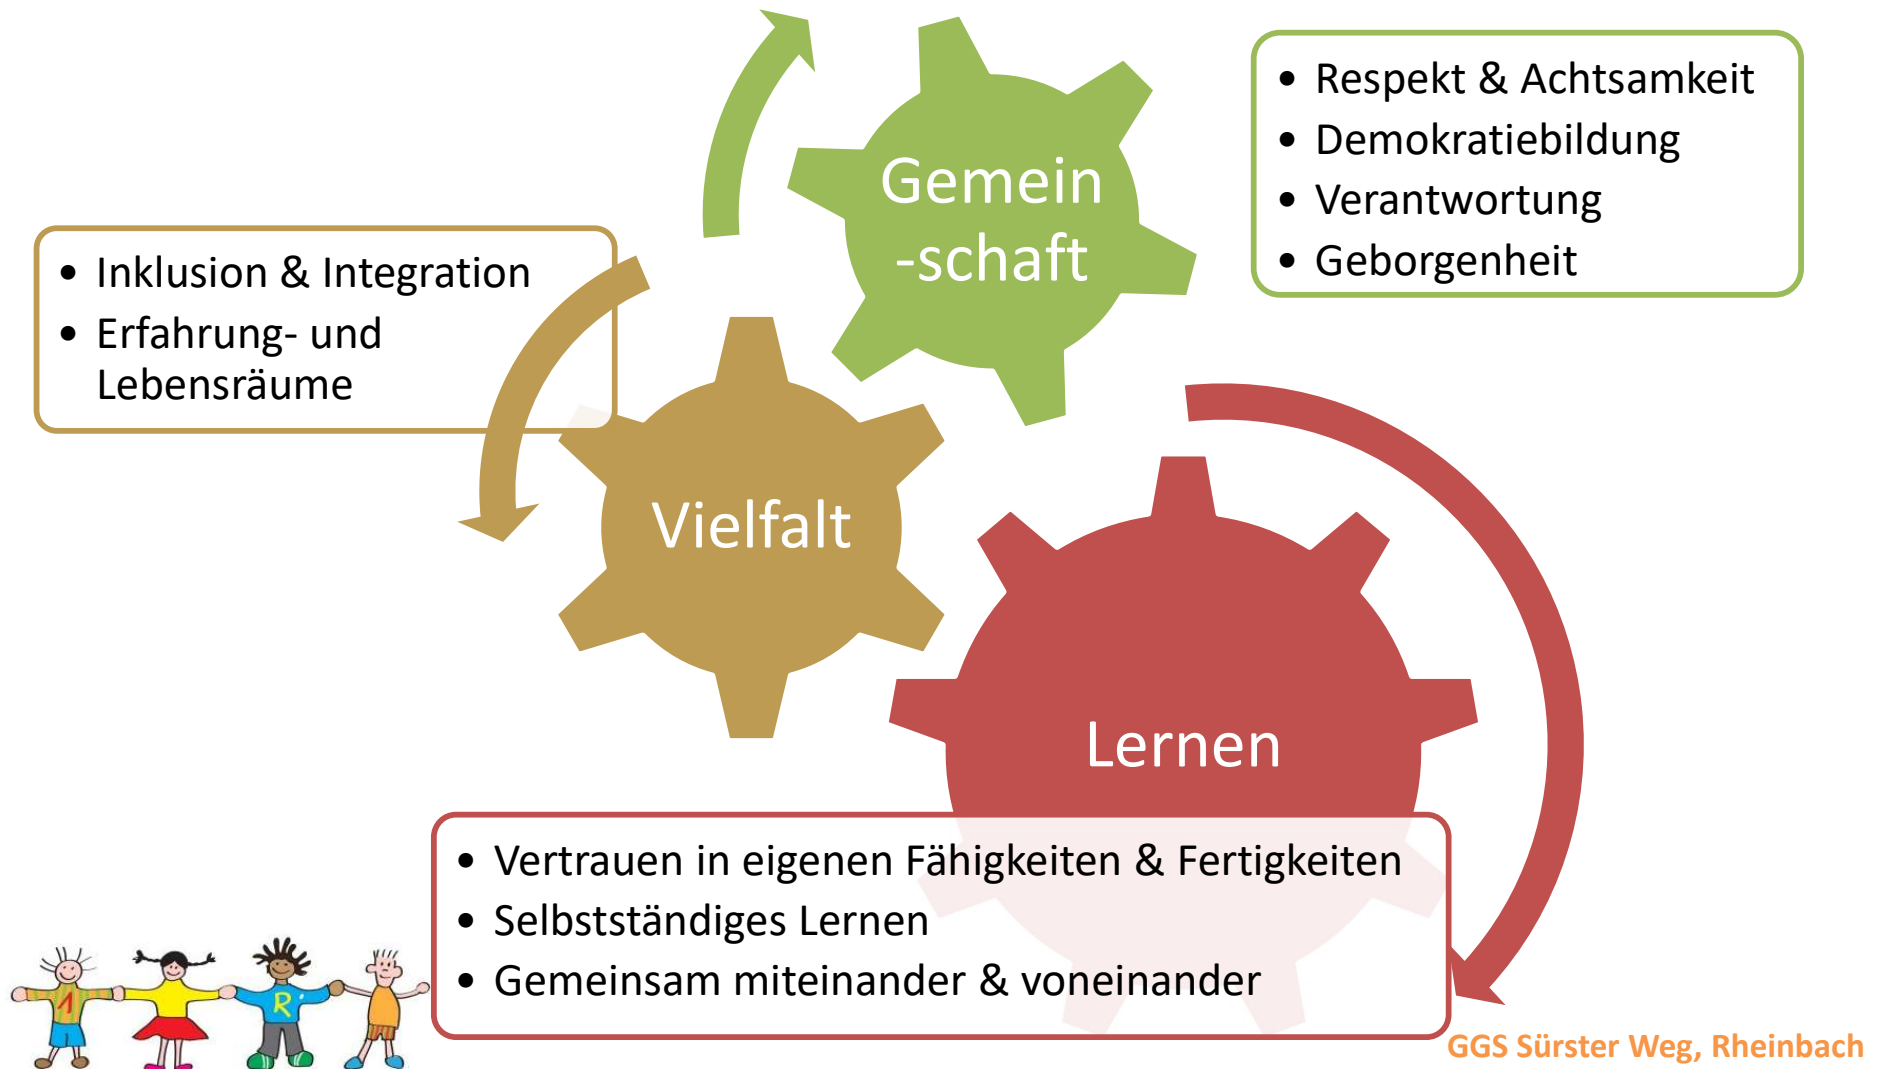 Gemein
-schaft
• Respekt & Achtsamkeit
• Demokratiebildung
• Verantwortung
• Geborgenheit
• Inklusion & Integration
• Erfahrung- und
Lebensräume
Vielfalt
Lernen
• Vertrauen in eigenen Fähigkeiten & Fertigkeiten
• Selbstständiges Lernen
• Gemeinsam miteinander & voneinander
1
R
GGS Sürster Weg, Rheinbach